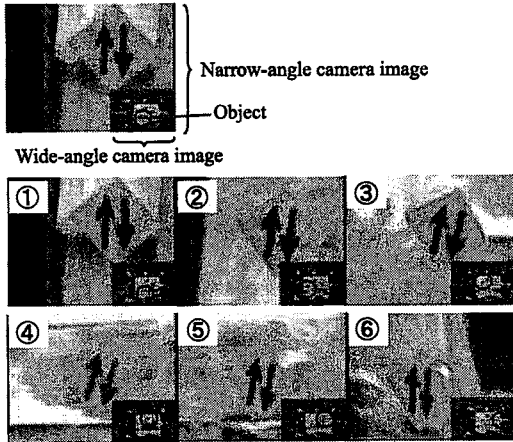 Narrow-angle camera image
Object
Wide-angle camera image
① ② ③
④ ⑤ ⑥